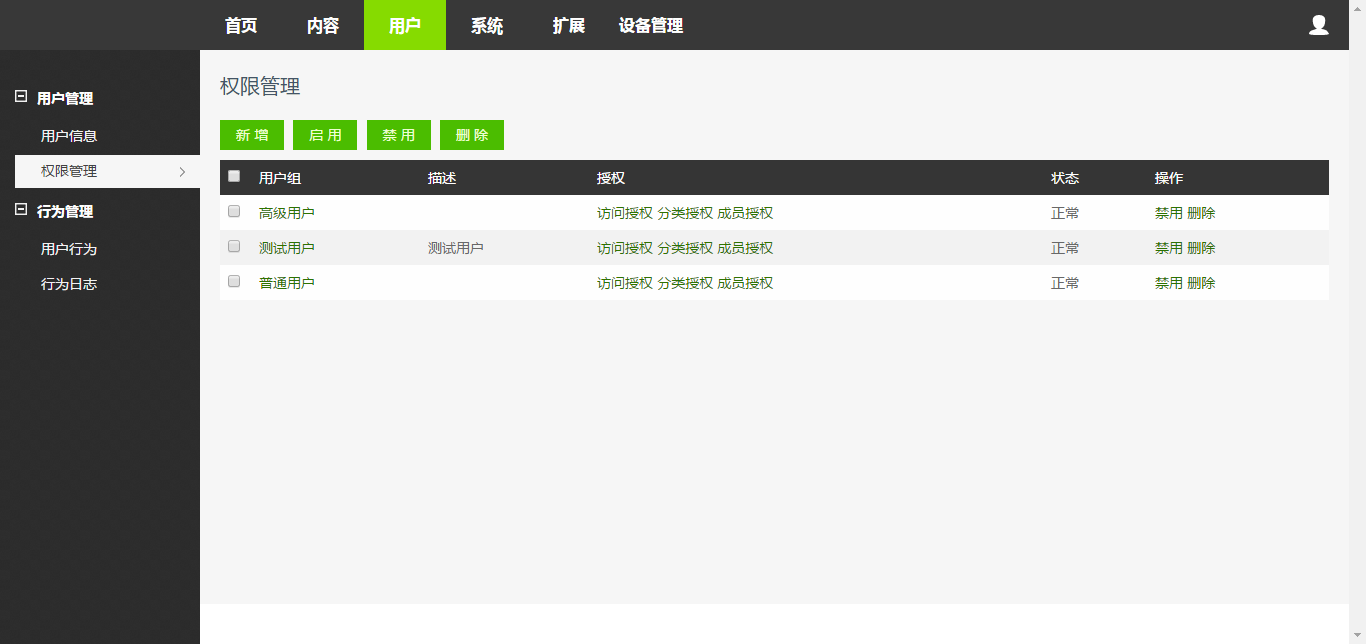 首页 内容 用户 系统 扩展 设备管理
用户管理
用户信息
权限管理
行为管理
用户行为
行为日志
权限管理
新 增 启 用 禁 用 删 除
用户组 描述 授权 状态 操作
高级用户 访问授权 分类授权 成员授权 正常 禁用 删除
测试用户 测试用户 访问授权 分类授权 成员授权 正常 禁用 删除
普通用户 访问授权 分类授权 成员授权 正常 禁用 删除